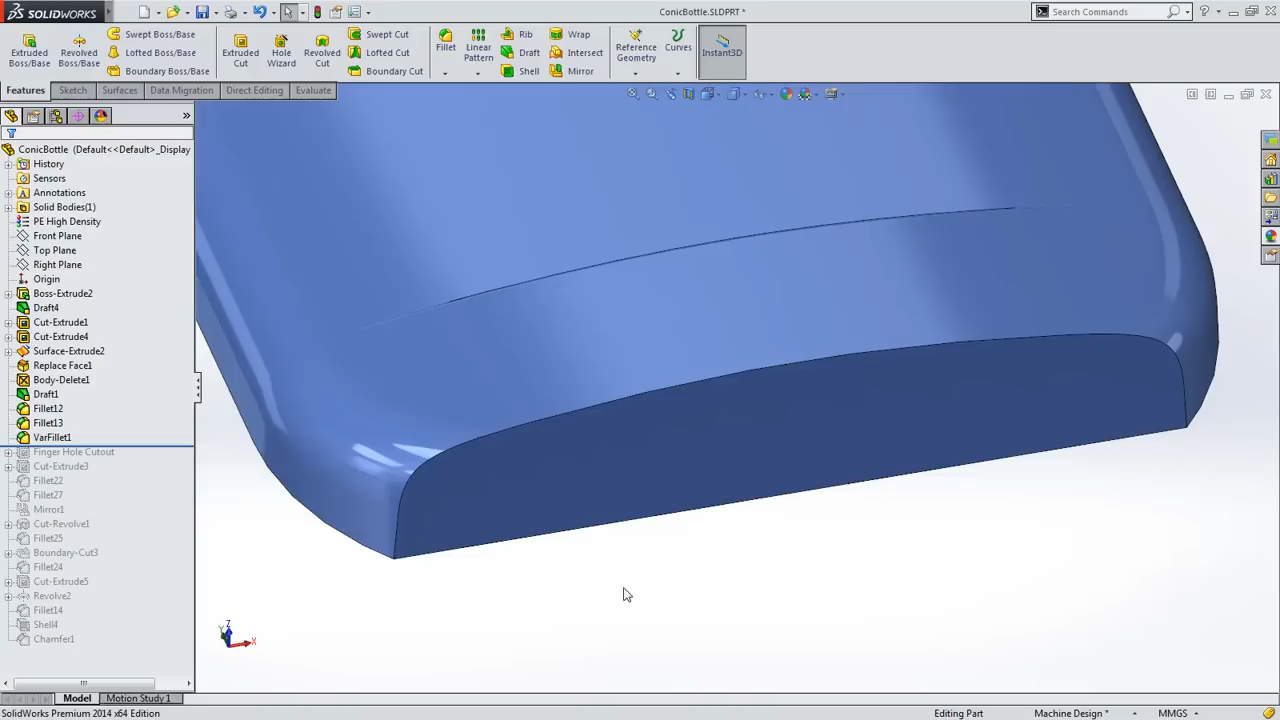 SOLIDWORKS
ConicBottle.SLDPRT *
Search Commands
Extruded Boss/Base
Revolved Boss/Base
Swept Boss/Base
Lofted Boss/Base
Boundary Boss/Base
Extruded Cut
Hole Wizard
Revolved Cut
Swept Cut
Lofted Cut
Boundary Cut
Fillet
Linear Pattern
Rib
Draft
Shell
Wrap
Intersect
Mirror
Reference Geometry
Curves
Instant3D
Features Sketch Surfaces Data Migration Direct Editing Evaluate
ConicBottle (Default<<Default>_Display
History
Sensors
Annotations
Solid Bodies(1)
PE High Density
Front Plane
Top Plane
Right Plane
Origin
Boss-Extrude2
Draft4
Cut-Extrude1
Cut-Extrude4
Surface-Extrude2
Replace Face1
Body-Delete1
Draft1
Fillet12
Fillet13
VarFillet1
Finger Hole Cutout
Cut-Extrude3
Fillet22
Fillet27
Mirror1
Cut-Revolve1
Fillet25
Boundary-Cut3
Fillet24
Cut-Extrude5
Revolve2
Fillet14
Shell4
Chamfer1
Z
Y
X
Model Motion Study 1
SolidWorks Premium 2014 x64 Edition Editing Part Machine Design * MMGS